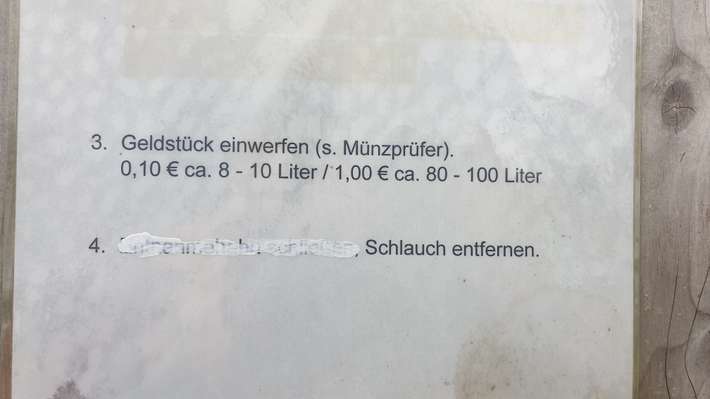 3. Geldstück einwerfen (s. Münzprüfer).
0,10 € ca. 8 - 10 Liter / 1,00 € ca. 80 - 100 Liter
4. , Schlauch entfernen.